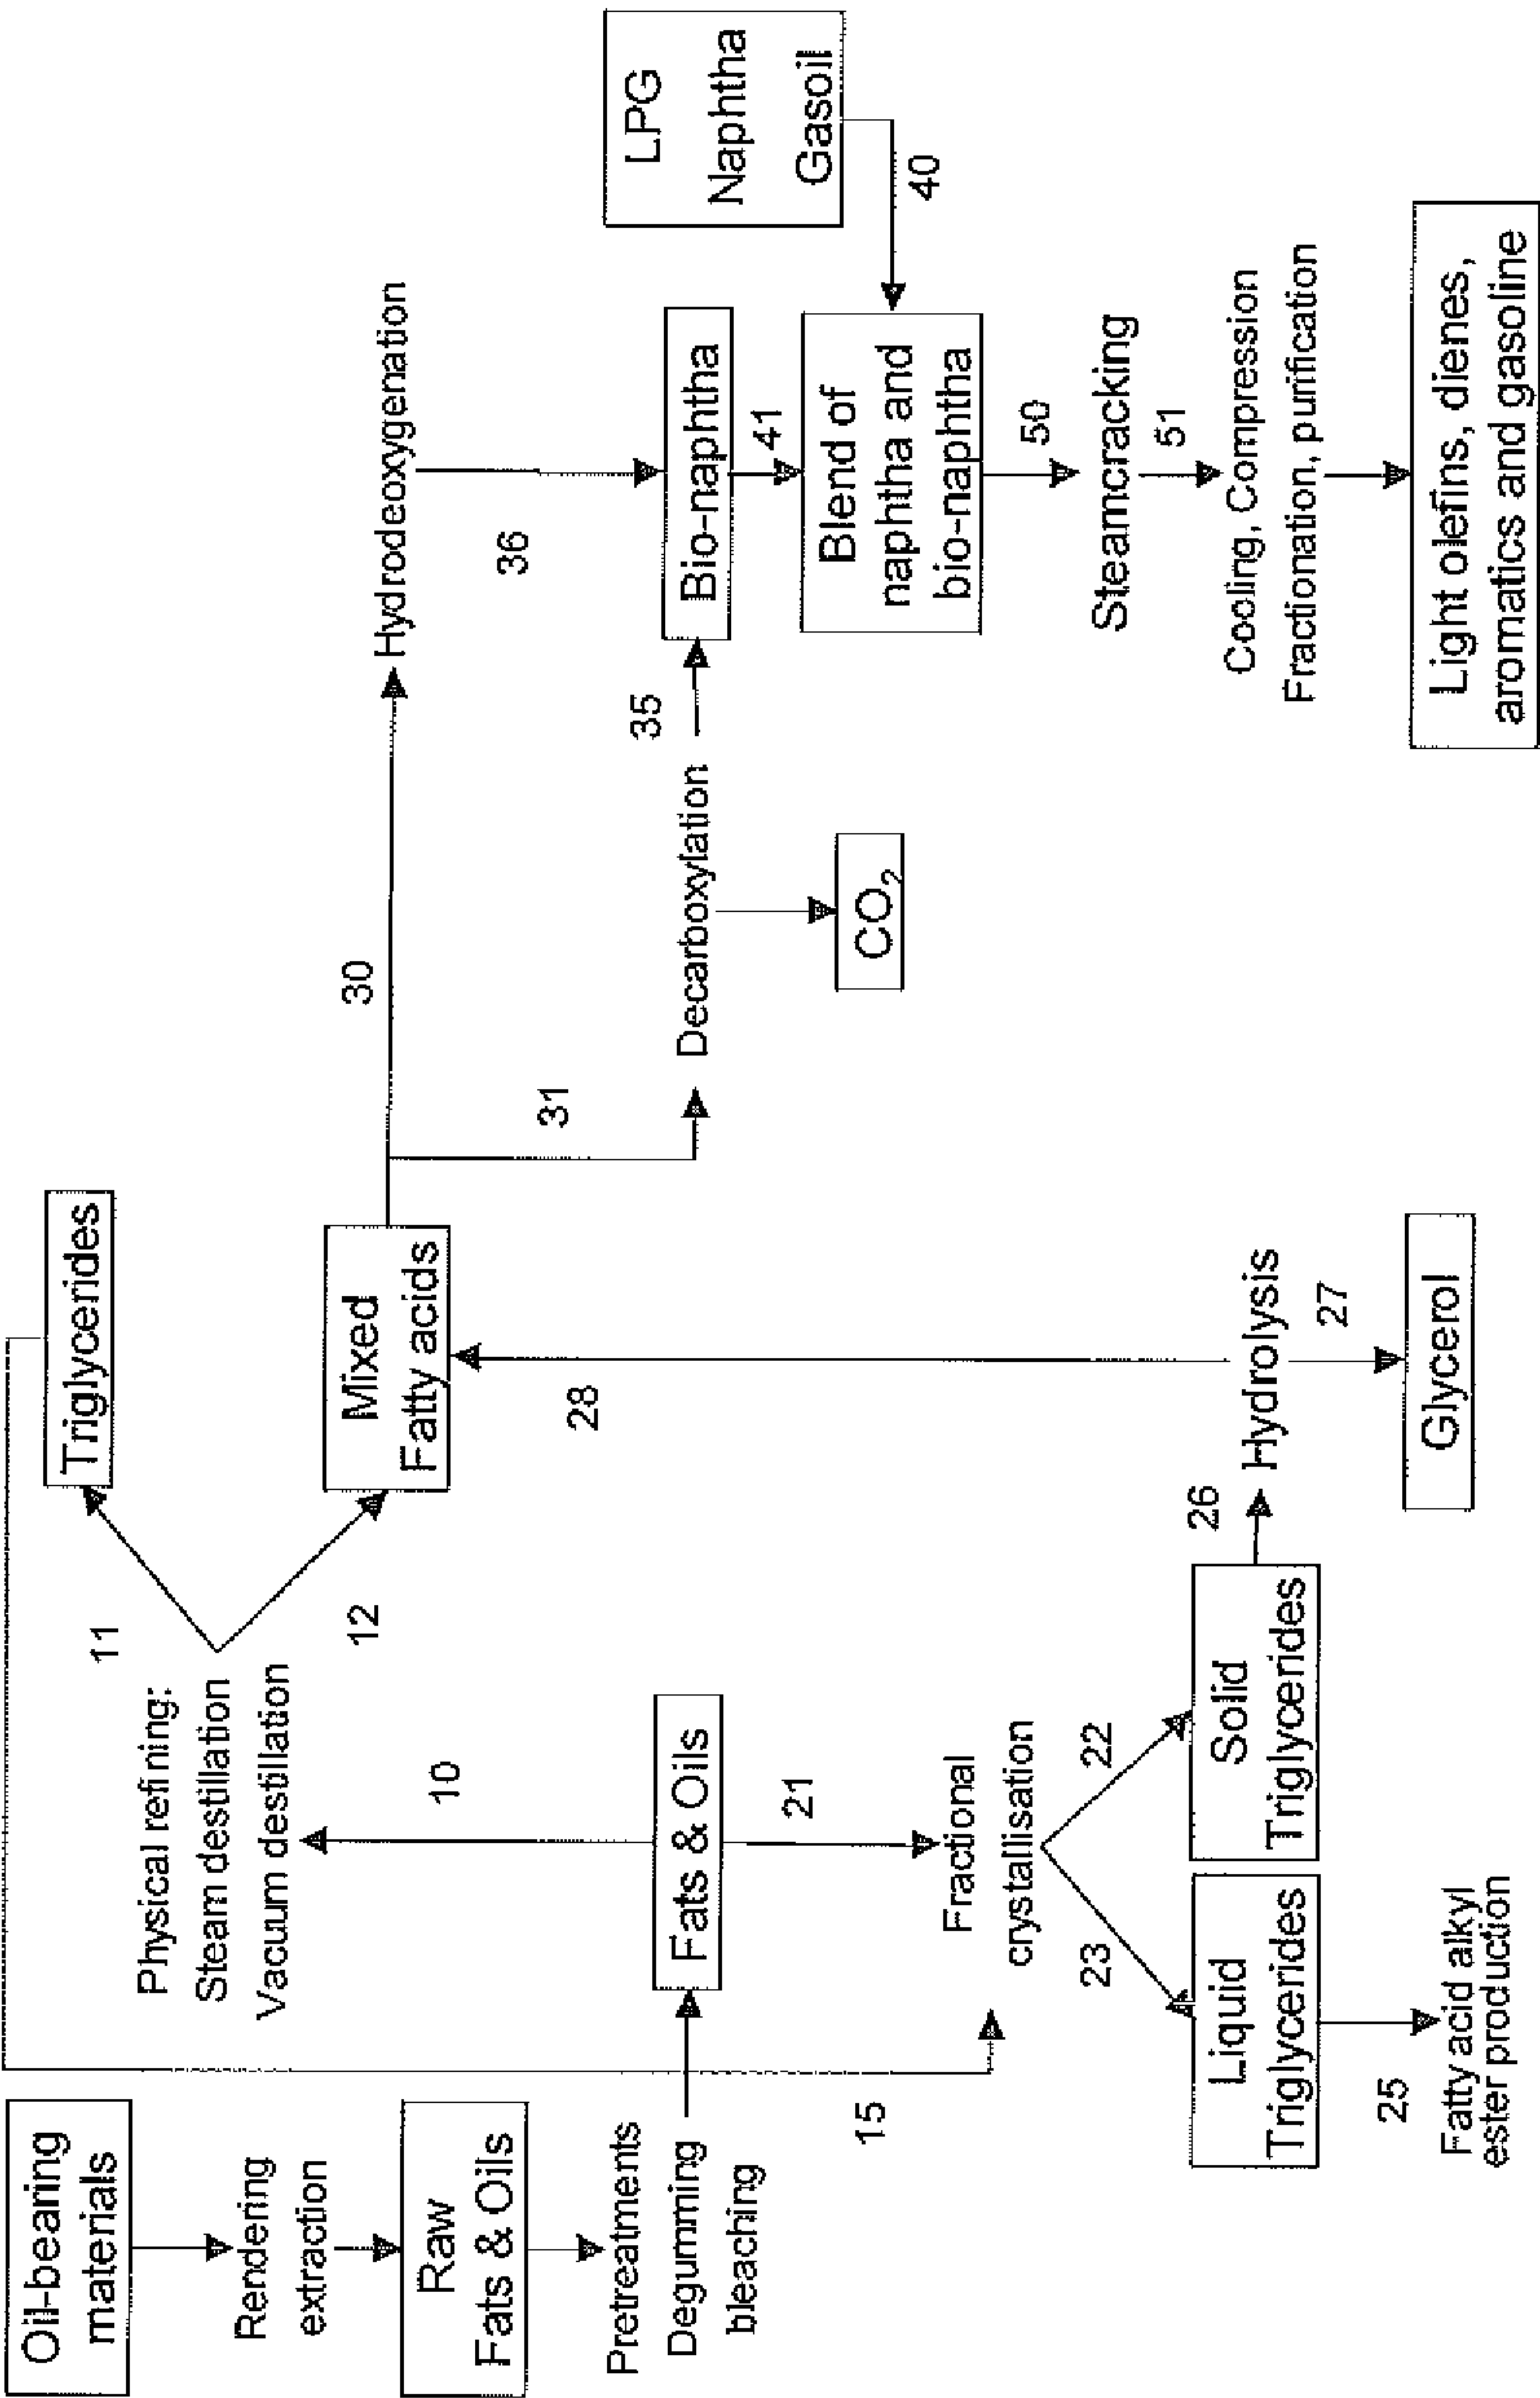 Oil-bearing
materials
Rendering
extraction
Raw
Fats & Oils
Pretreatments
Degumming
bleaching
15
Physical refining:
Steam destillation
Vacuum destillation
11
12
10
Fats & Oils
21
Fractional
crystallisation
23
22
Liquid
Triglycerides
25
Fatty acid alkyl
ester production
Solid
Triglycerides
26
Triglycerides
Mixed
Fatty acids
28
Hydrolysis
27
Glycerol
30
31
Decarboxylation
CO₂
35
Hydrodeoxygenation
36
Bio-naphtha
41
Blend of
naphtha and
bio-naphtha
LPG
Naphtha
Gasoil
40
50
Steamcracking
51
Cooling, Compression
Fractionation, purification
Light olefins, dienes,
aromatics and gasoline